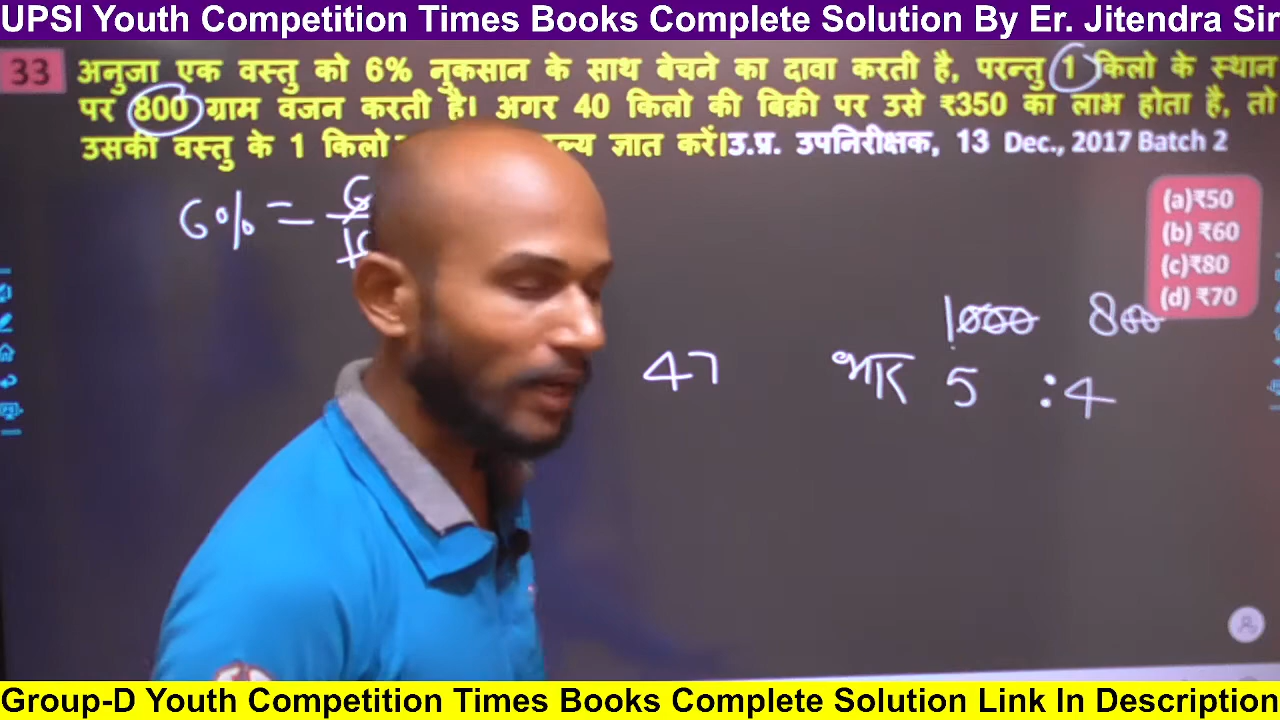 UPSI Youth Competition Times Books Complete Solution By Er. Jitendra Sir
33 अनुजा एक वस्तु को 6% नुकसान के साथ बेचने का दावा करती है, परन्तु 1 किलो के स्थान
पर 800 ग्राम वजन करती है। अगर 40 किलो की बिक्री पर उसे ₹350 का लाभ होता है, तो
उसकी वस्तु के 1 किलो ज्ञात करें।उ.प्र. उपनिरीक्षक, 13 Dec., 2017 Batch 2
(a)₹50
(b) ₹60
(c)₹80
(d) ₹70
6% = 6
1000 800
47 भार 5 : 4
Group-D Youth Competition Times Books Complete Solution Link In Description